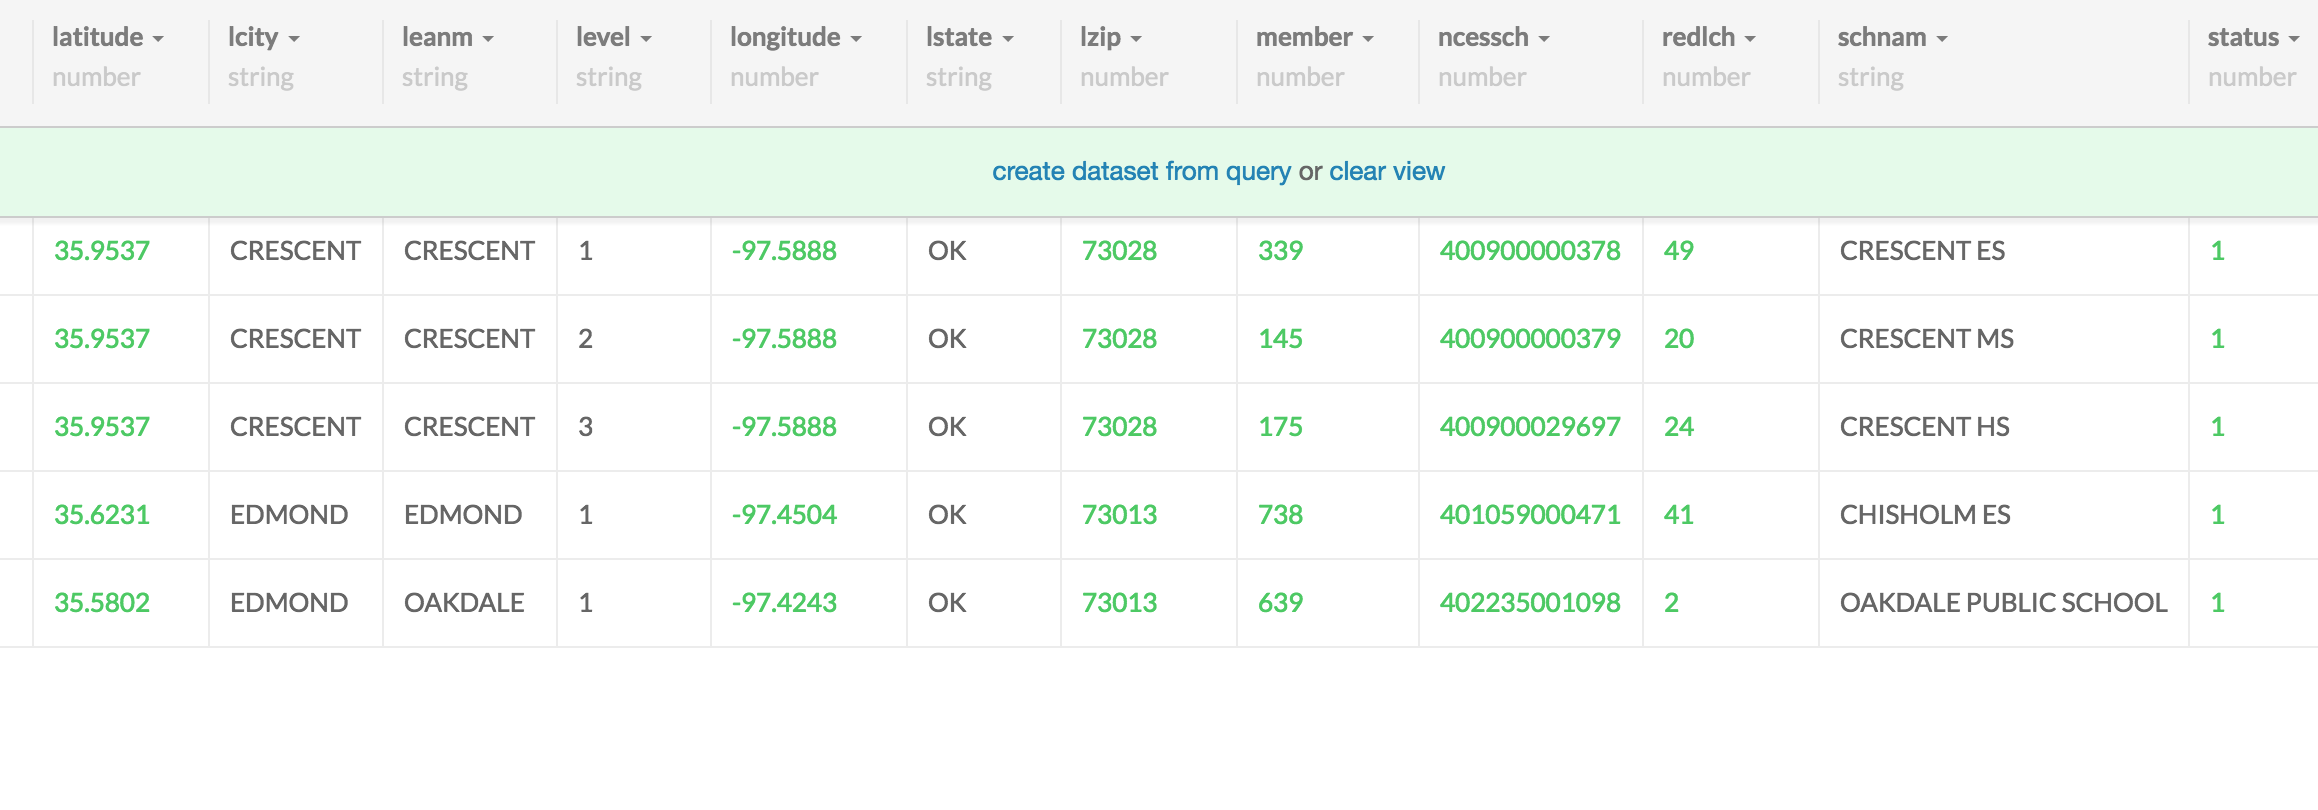 latitude lcity leanm level longitude lstate lzip member ncessch redlch schnam status
number string string string number string number number number number string number
create dataset from query or clear view
35.9537 CRESCENT CRESCENT 1 -97.5888 OK 73028 339 400900000378 49 CRESCENT ES 1
35.9537 CRESCENT CRESCENT 2 -97.5888 OK 73028 145 400900000379 20 CRESCENT MS 1
35.9537 CRESCENT CRESCENT 3 -97.5888 OK 73028 175 400900029697 24 CRESCENT HS 1
35.6231 EDMOND EDMOND 1 -97.4504 OK 73013 738 401059000471 41 CHISHOLM ES 1
35.5802 EDMOND OAKDALE 1 -97.4243 OK 73013 639 402235001098 2 OAKDALE PUBLIC SCHOOL 1